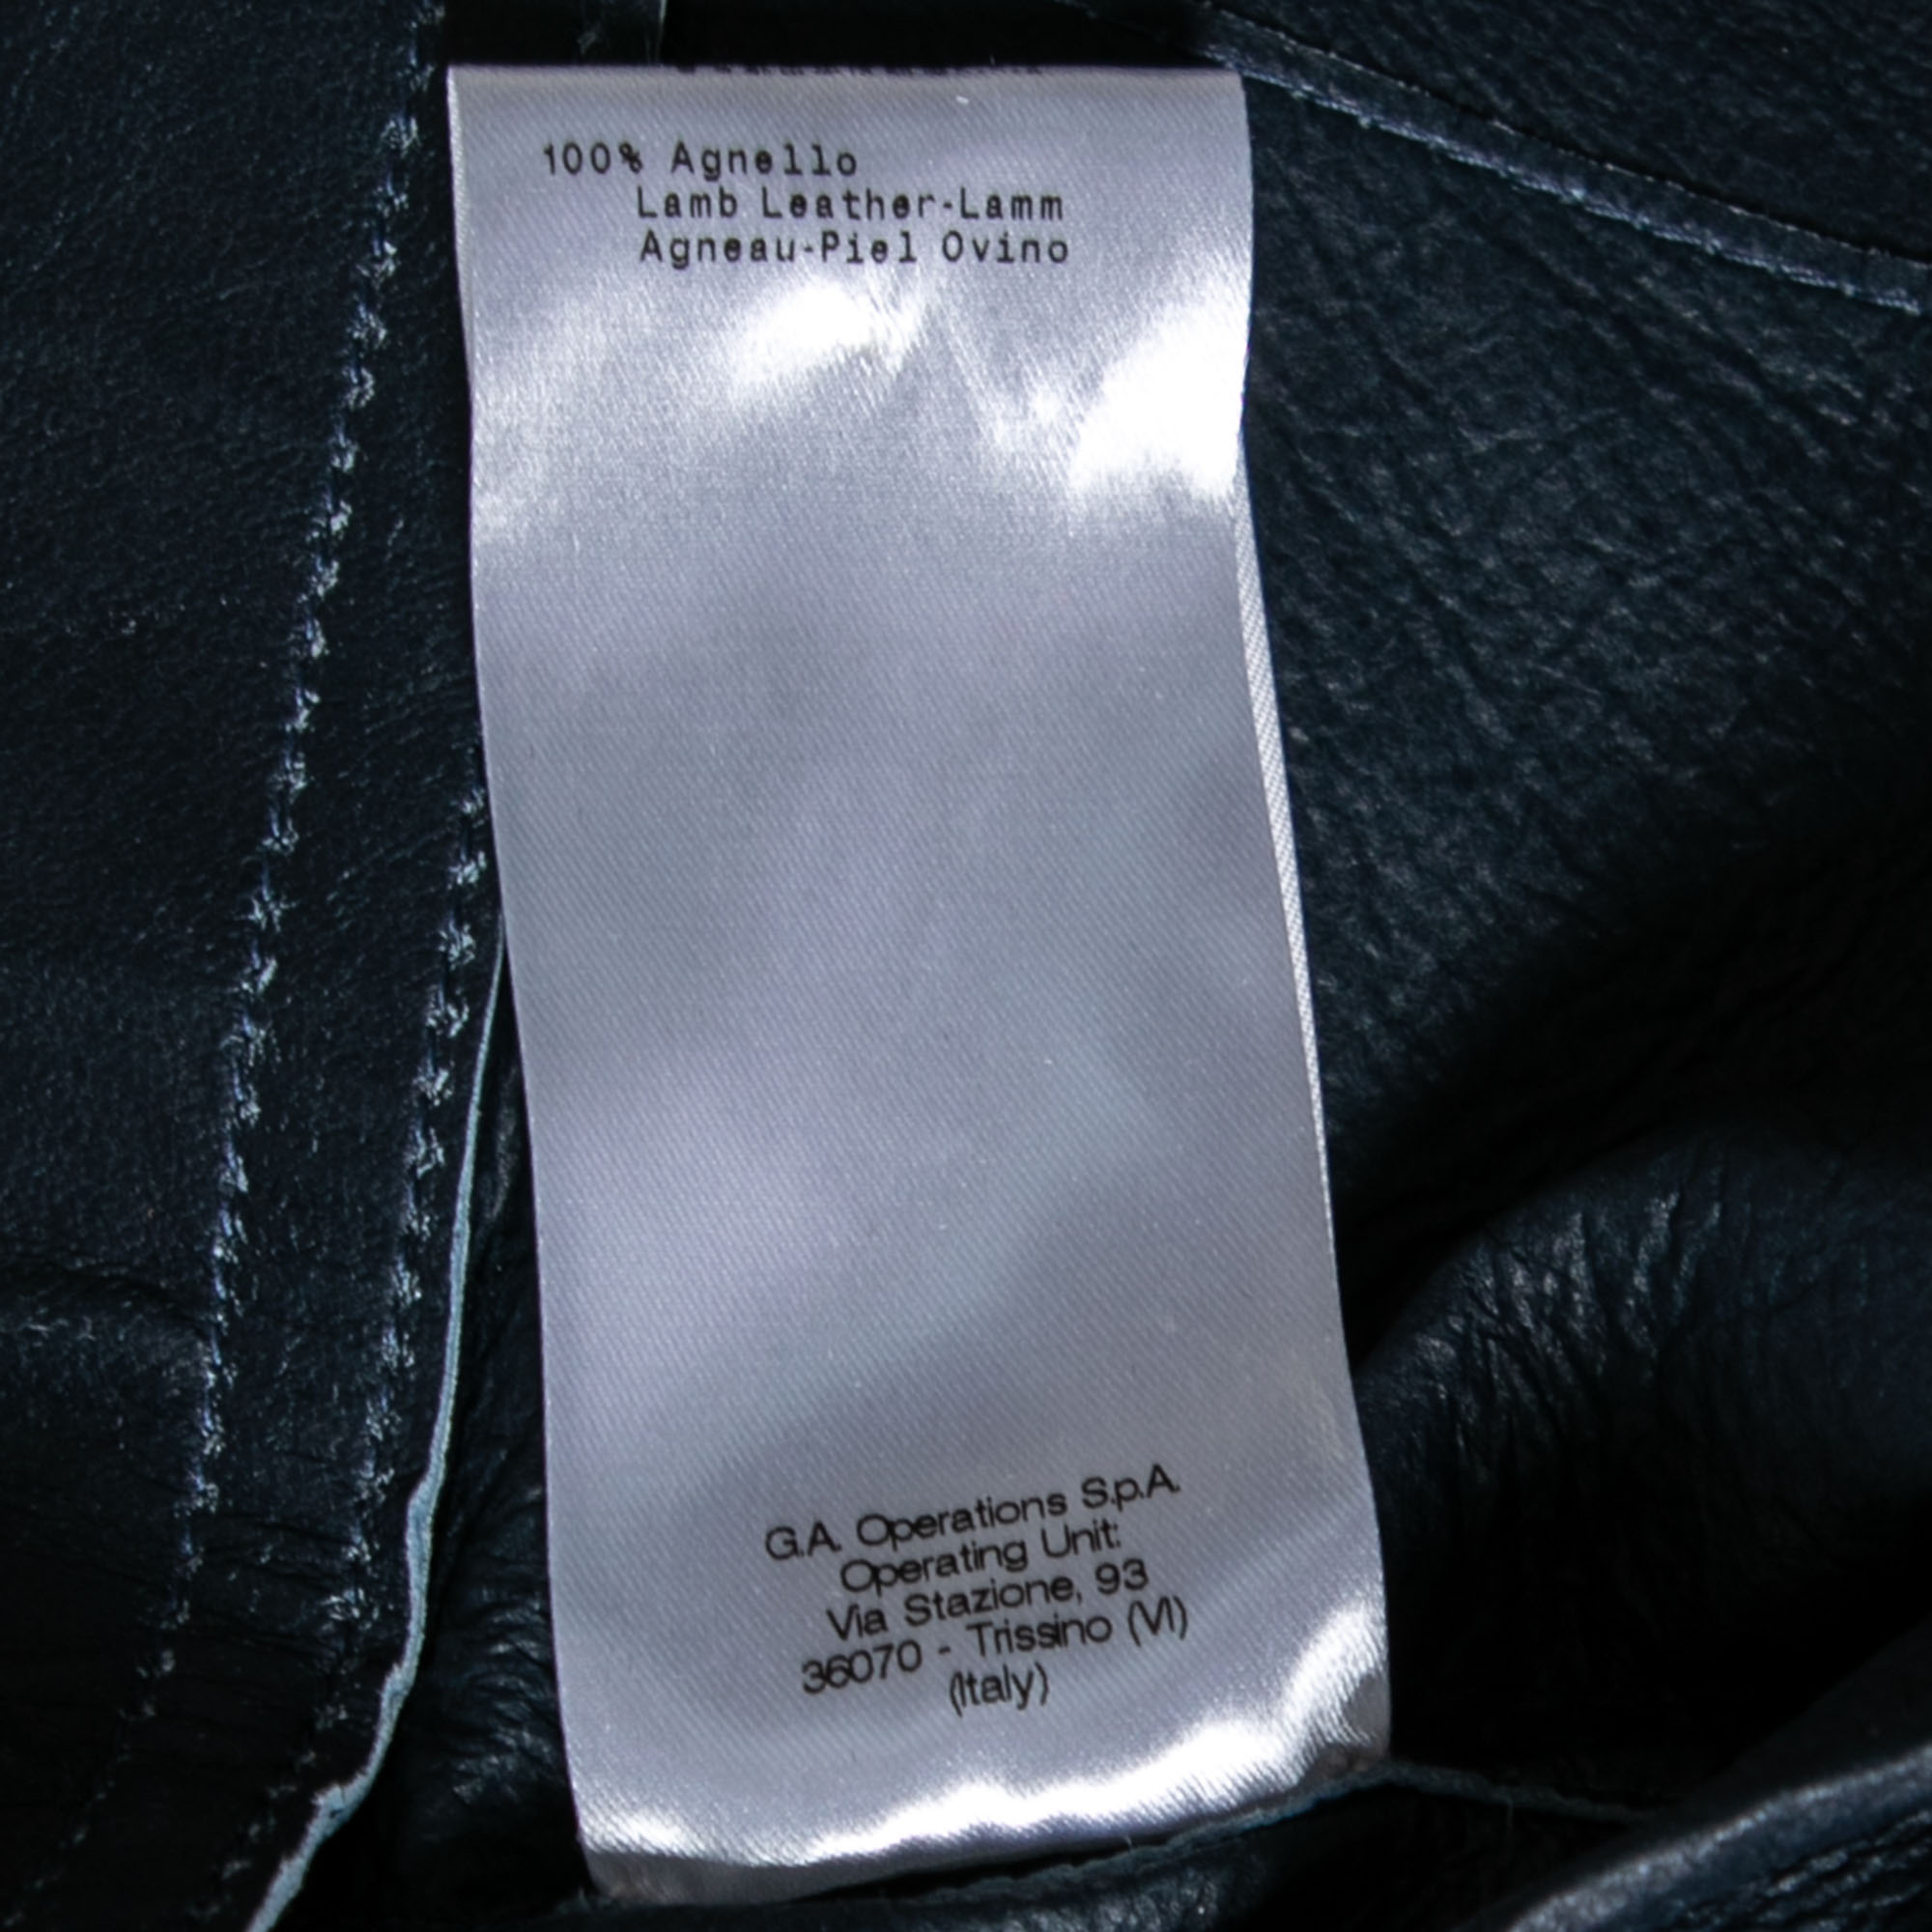 100% Agnello
Lamb Leather-Lamm
Agneau-Piel Ovino
G.A. Operations S.p.A.
Operating Unit:
Via Stazione, 93
36070 - Trissino (VI)
(Italy)